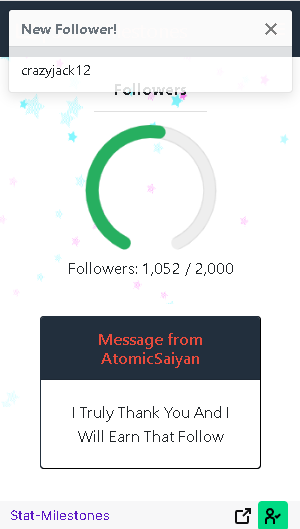 New Follower!
crazyjack12
Followers
Followers: 1,052 / 2,000
Message from
AtomicSaiyan
I Truly Thank You And I
Will Earn That Follow
Stat-Milestones